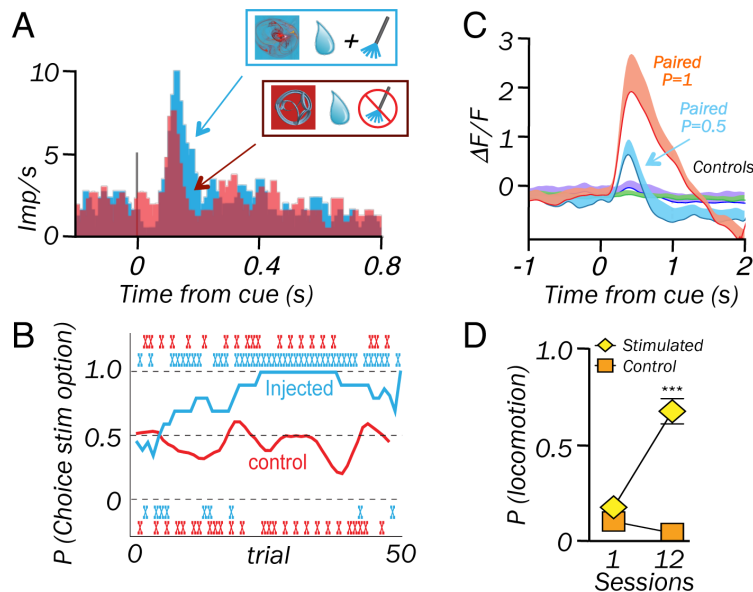 A
+
10
5
0
Imp/s
0
0.4
0.8
Time from cue (s)
B
1.0
0.5
0
P (Choice stim option)
Injected
control
0
trial
50
C
3
2
1
0
ΔF/F
Paired
P=1
Paired
P=0.5
Controls
-1
0
1
2
Time from cue (s)
D
Stimulated
Control
1.0
0.5
0
P (locomotion)
***
1
12
Sessions